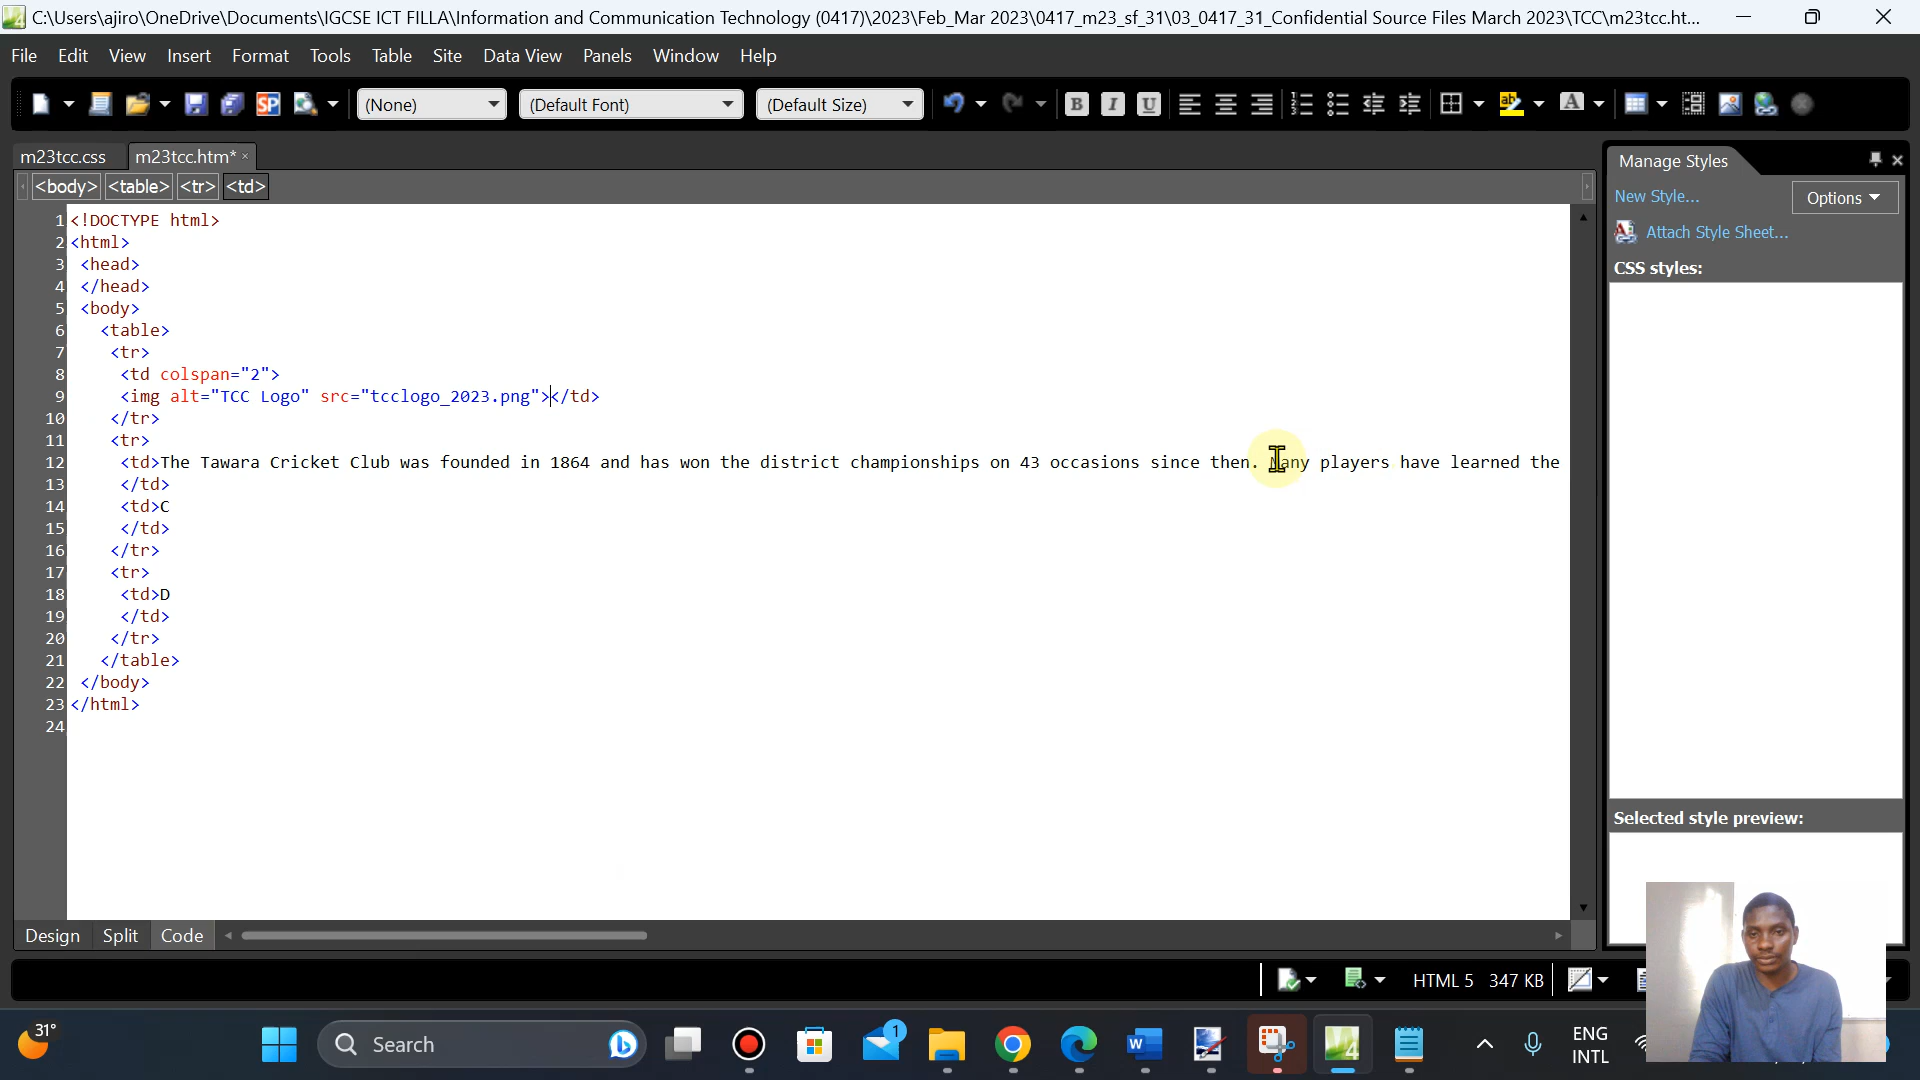 C:\Users\ajiro\OneDrive\Documents\IGCSE ICT FILLA\Information and Communication Technology (0417)\2023\Feb_Mar 2023\0417_m23_sf_31\03_0417_31_Confidential Source Files March 2023\TCC\m23tcc.ht...
File Edit View Insert Format Tools Table Site Data View Panels Window Help
(None) (Default Font) (Default Size)
m23tcc.css m23tcc.htm*
<body> <table> <tr> <td>
1 <!DOCTYPE html>
2 <html>
3 <head>
4 </head>
5 <body>
6 <table>
7 <tr>
8 <td colspan="2">
9 <img alt="TCC Logo" src="tcclogo_2023.png"></td>
10 </tr>
11 <tr>
12 <td>The Tawara Cricket Club was founded in 1864 and has won the district championships on 43 occasions since then. Many players have learned the
13 </td>
14 <td>C
15 </td>
16 </tr>
17 <tr>
18 <td>D
19 </td>
20 </tr>
21 </table>
22 </body>
23 </html>
24
Manage Styles
New Style... Options
Attach Style Sheet...
CSS styles:
Selected style preview:
Design Split Code
HTML 5 347 KB
31°
Search
1
ENG
INTL